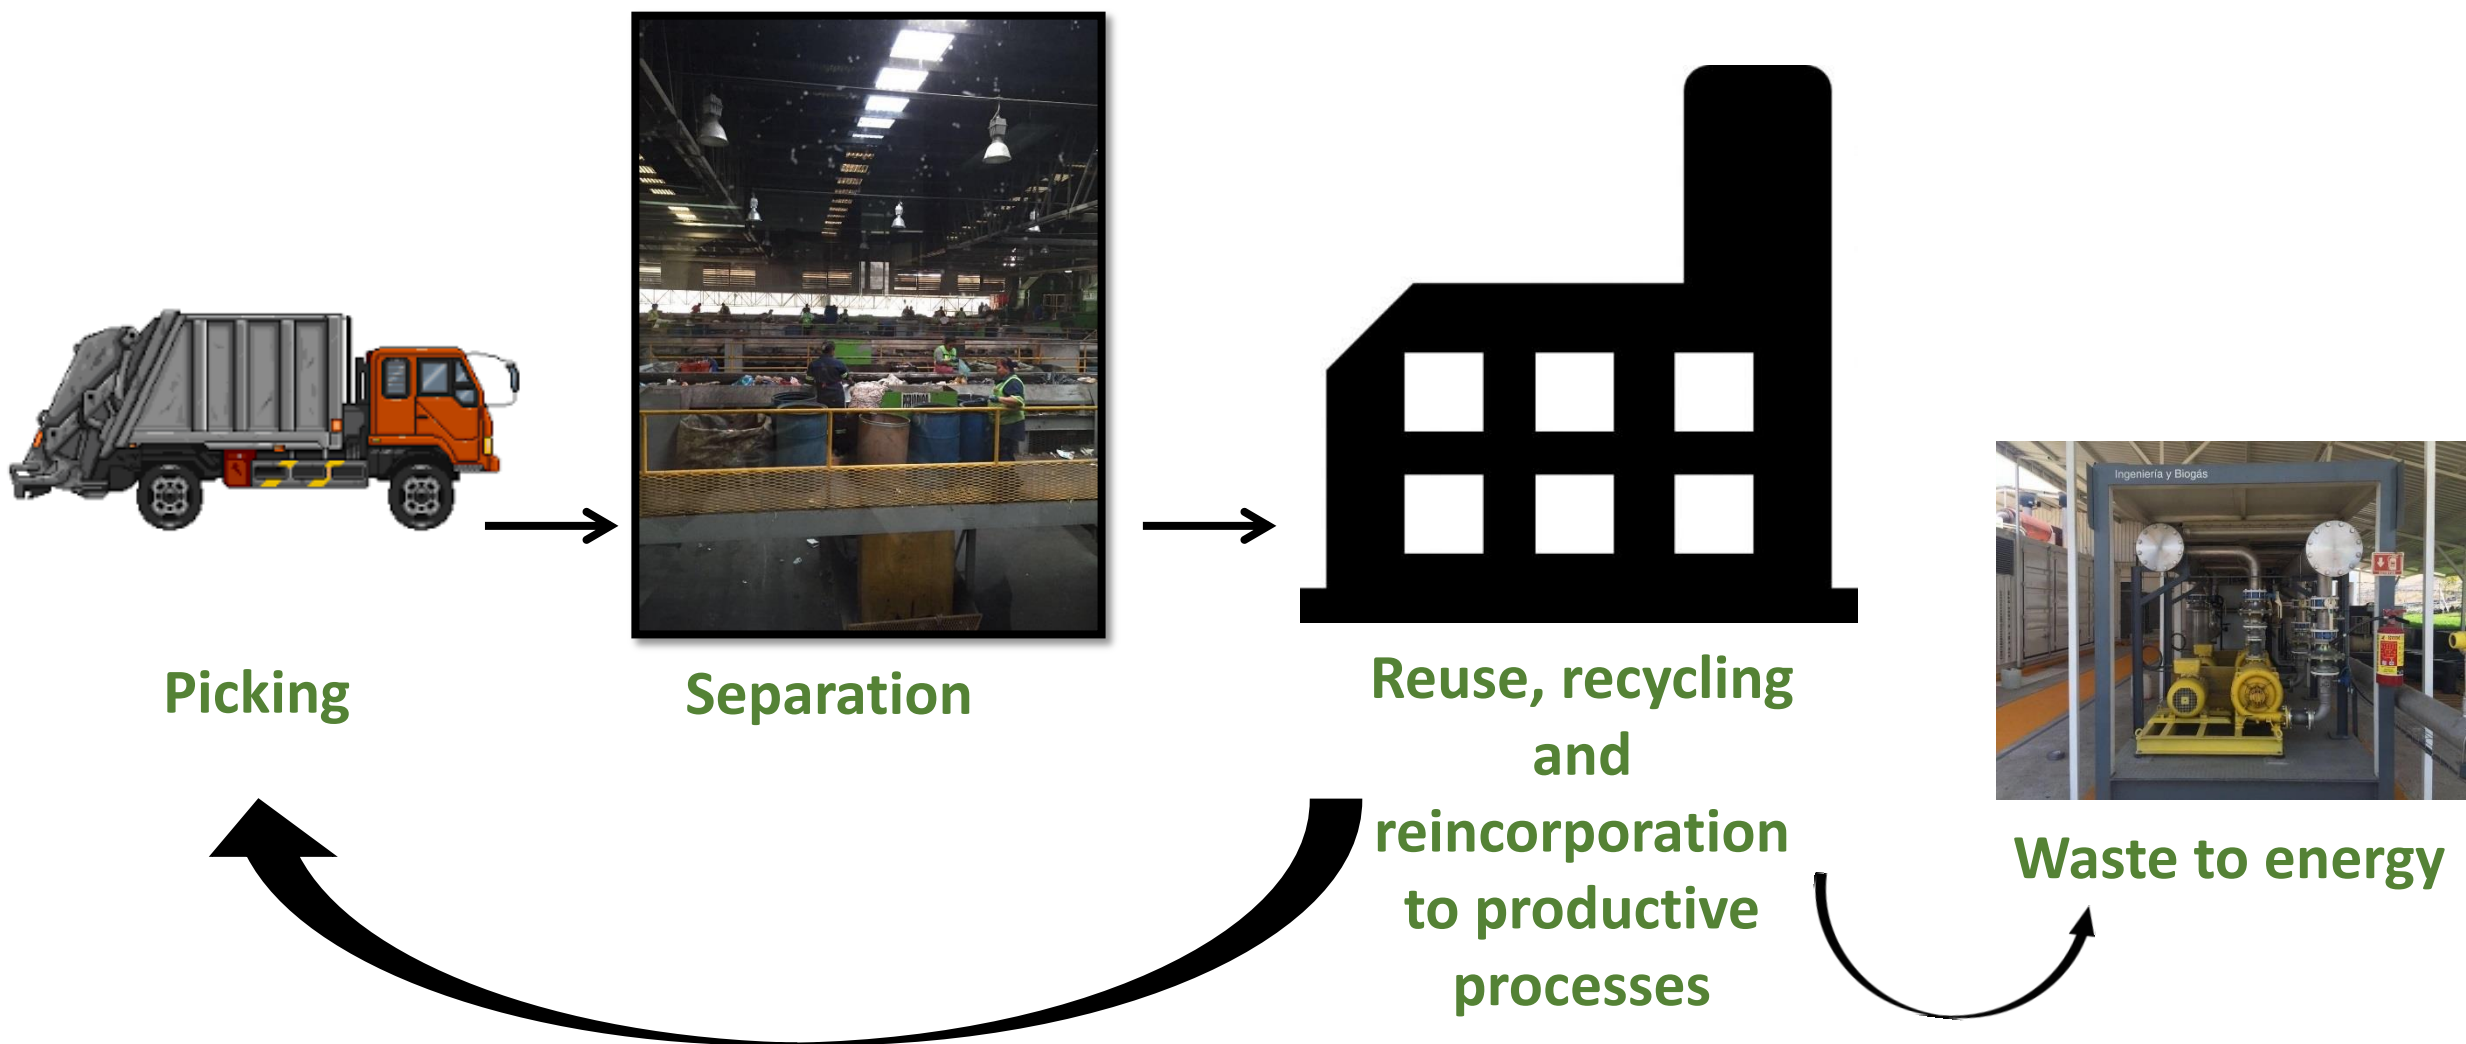 Picking
Separation
Reuse, recycling
and
reincorporation
to productive
processes
Waste to energy
Ingeniería y Biogás